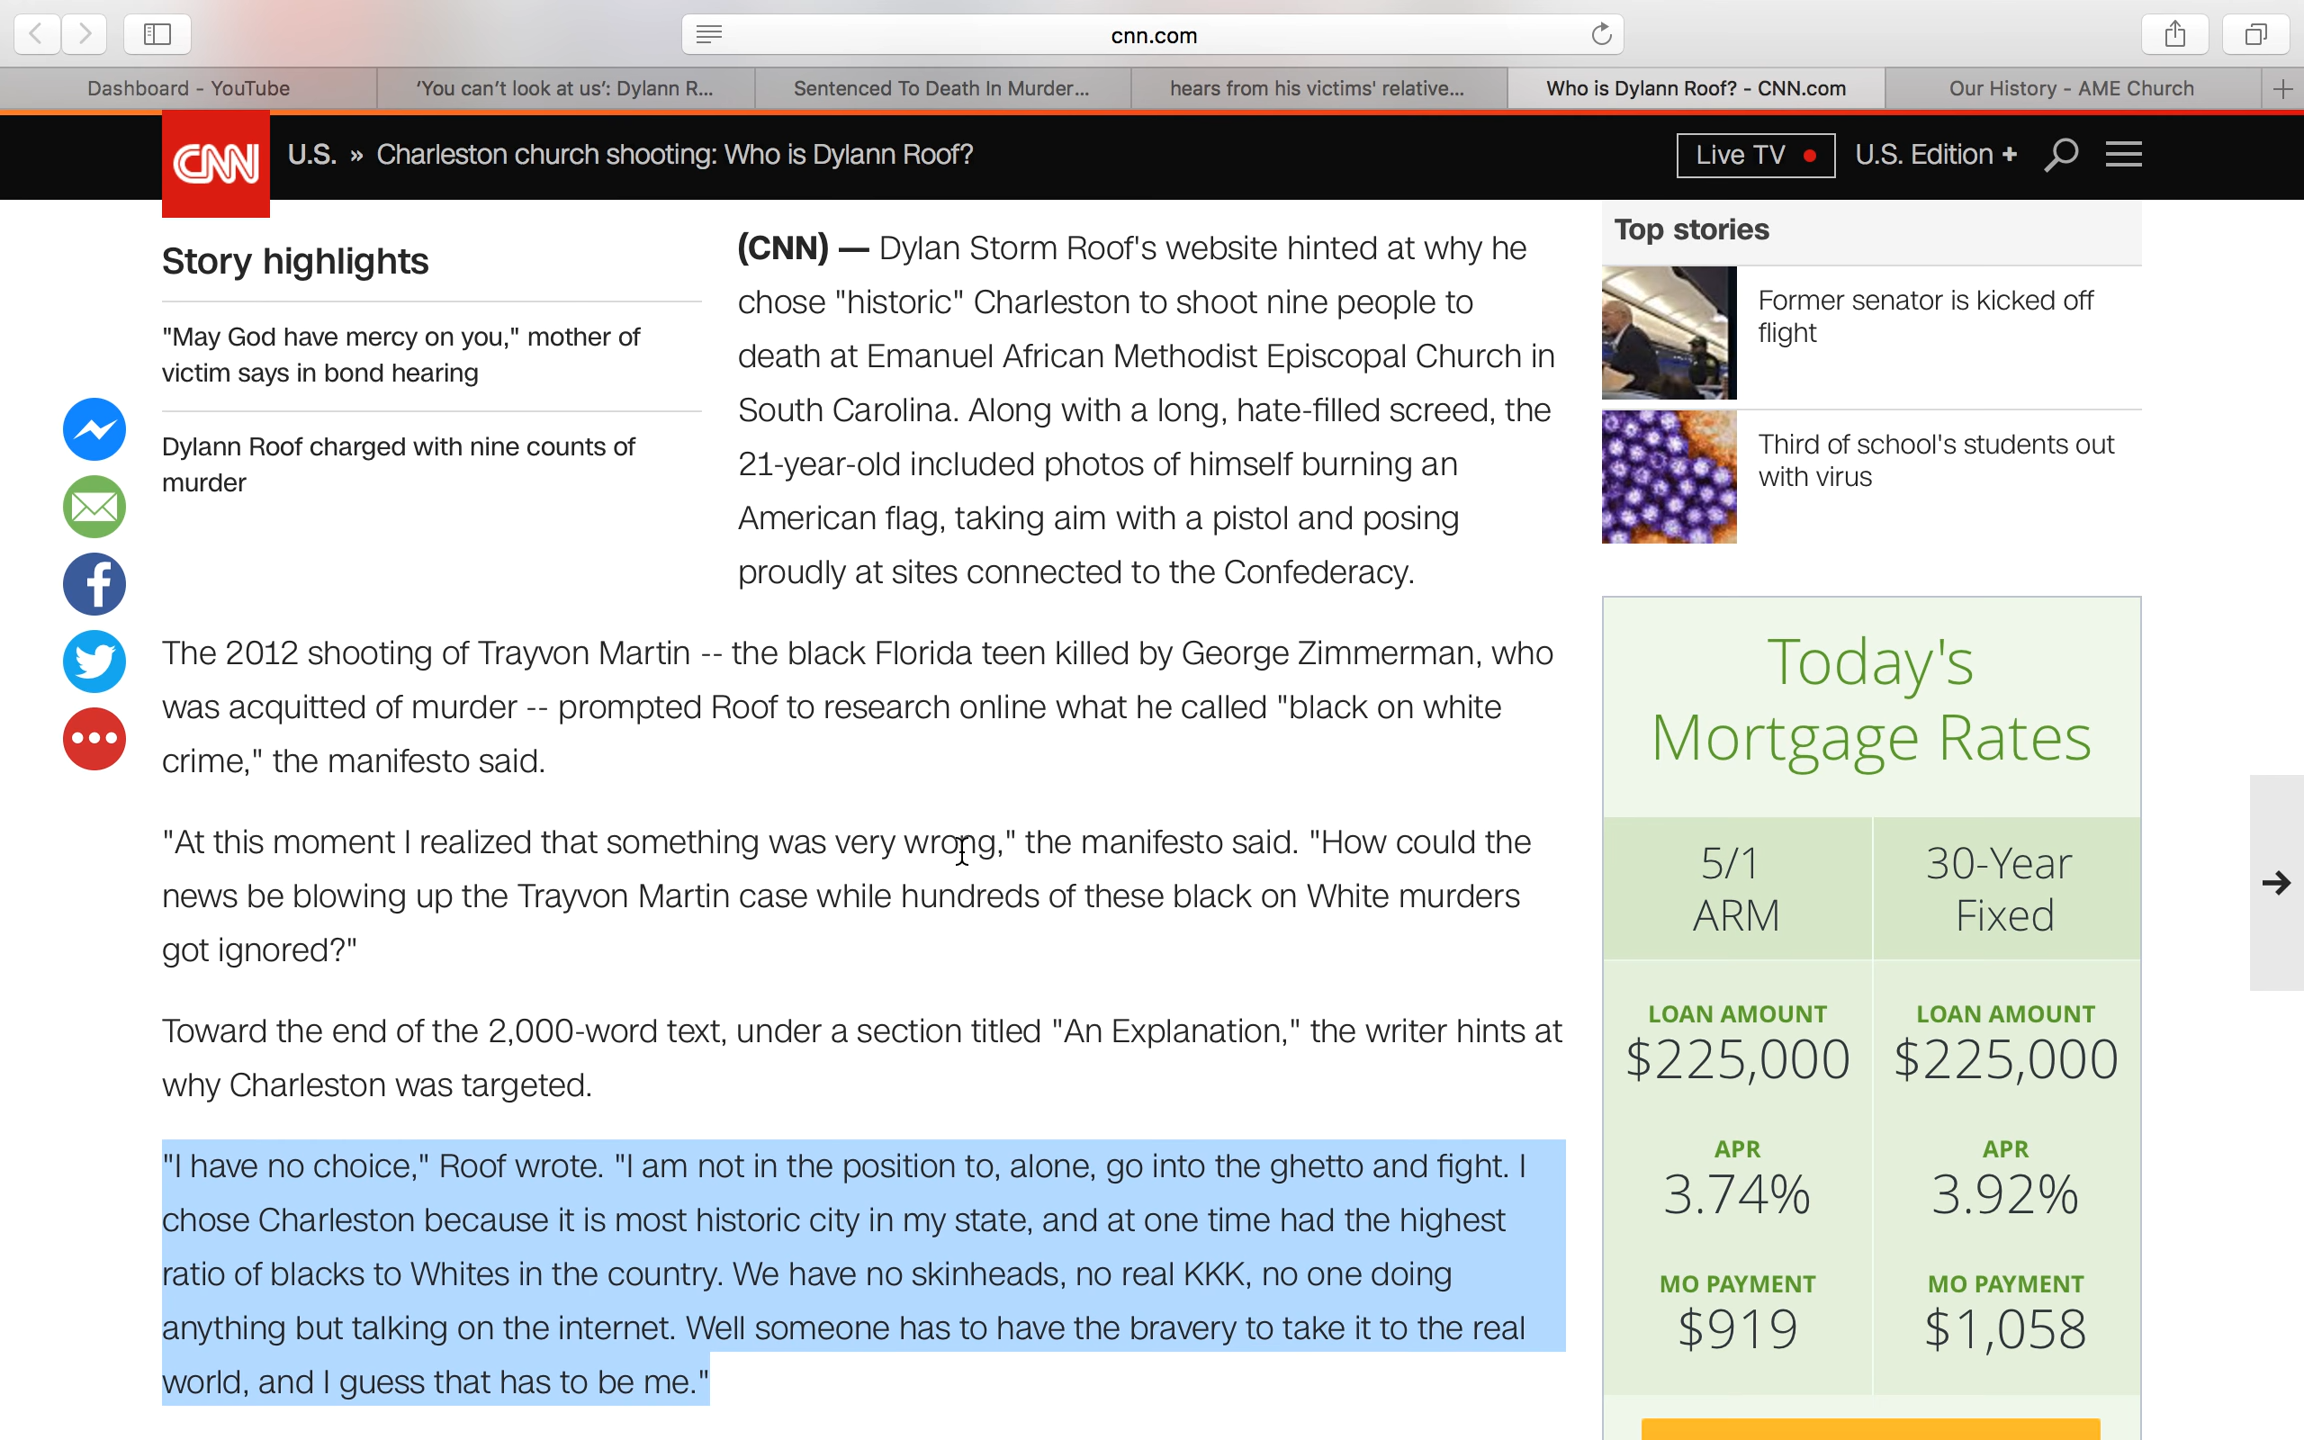 cnn.com
Dashboard - YouTube
'You can't look at us': Dylann R...
Sentenced To Death In Murder...
hears from his victims' relative...
Who is Dylann Roof? - CNN.com
Our History - AME Church
CNN
U.S. » Charleston church shooting: Who is Dylann Roof?
Live TV
U.S. Edition +
Story highlights
"May God have mercy on you," mother of
victim says in bond hearing
Dylann Roof charged with nine counts of
murder
(CNN) — Dylan Storm Roof's website hinted at why he
chose "historic" Charleston to shoot nine people to
death at Emanuel African Methodist Episcopal Church in
South Carolina. Along with a long, hate-filled screed, the
21-year-old included photos of himself burning an
American flag, taking aim with a pistol and posing
proudly at sites connected to the Confederacy.
The 2012 shooting of Trayvon Martin -- the black Florida teen killed by George Zimmerman, who
was acquitted of murder -- prompted Roof to research online what he called "black on white
crime," the manifesto said.
"At this moment I realized that something was very wrong," the manifesto said. "How could the
news be blowing up the Trayvon Martin case while hundreds of these black on White murders
got ignored?"
Toward the end of the 2,000-word text, under a section titled "An Explanation," the writer hints at
why Charleston was targeted.
"I have no choice," Roof wrote. "I am not in the position to, alone, go into the ghetto and fight. I
chose Charleston because it is most historic city in my state, and at one time had the highest
ratio of blacks to Whites in the country. We have no skinheads, no real KKK, no one doing
anything but talking on the internet. Well someone has to have the bravery to take it to the real
world, and I guess that has to be me."
Top stories
Former senator is kicked off
flight
Third of school's students out
with virus
Today's
Mortgage Rates
5/1
ARM
30-Year
Fixed
LOAN AMOUNT
$225,000
LOAN AMOUNT
$225,000
APR
3.74%
APR
3.92%
MO PAYMENT
$919
MO PAYMENT
$1,058